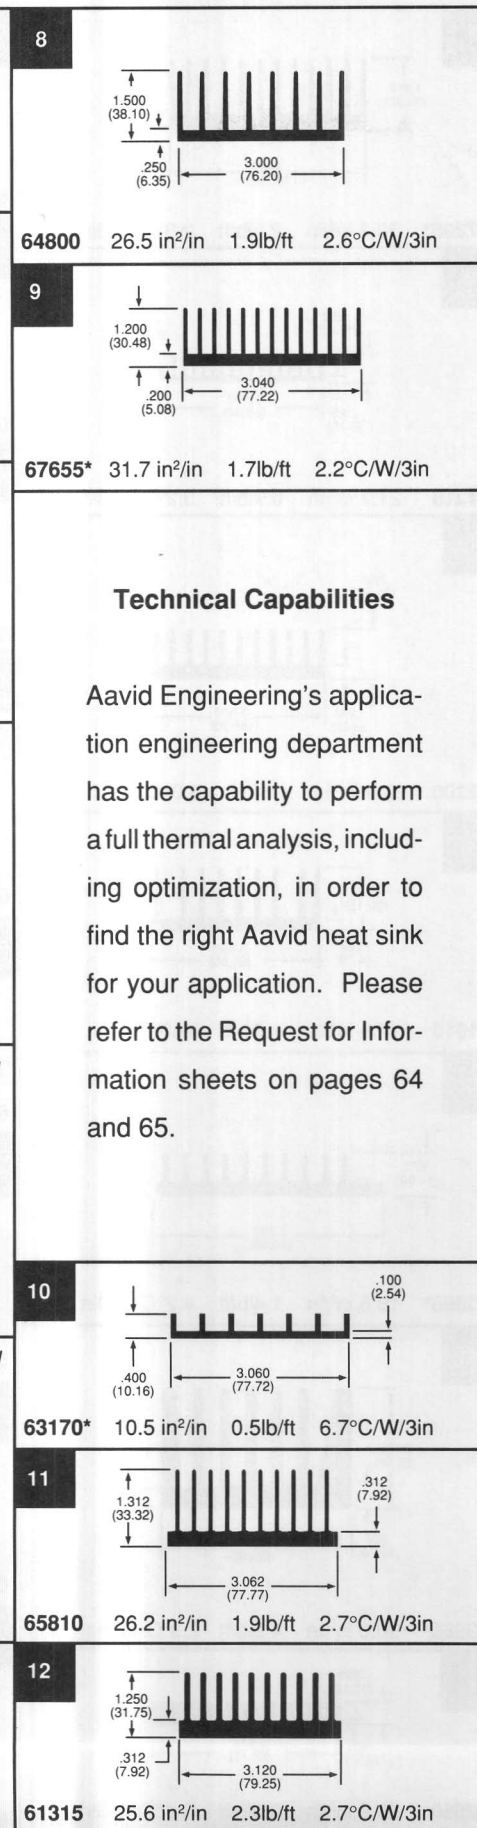 8
1.500
(38.10)
.250
(6.35)
3.000
(76.20)
64800 26.5 in²/in 1.9lb/ft 2.6°C/W/3in
9
1.200
(30.48)
.200
(5.08)
3.040
(77.22)
67655* 31.7 in²/in 1.7lb/ft 2.2°C/W/3in
Technical Capabilities
Aavid Engineering's applica-
tion engineering department
has the capability to perform
a full thermal analysis, includ-
ing optimization, in order to
find the right Aavid heat sink
for your application. Please
refer to the Request for Infor-
mation sheets on pages 64
and 65.
10
.100
(2.54)
.400
(10.16)
3.060
(77.72)
63170* 10.5 in²/in 0.5lb/ft 6.7°C/W/3in
11
1.312
(33.32)
.312
(7.92)
3.062
(77.77)
65810 26.2 in²/in 1.9lb/ft 2.7°C/W/3in
12
1.250
(31.75)
.312
(7.92)
3.120
(79.25)
61315 25.6 in²/in 2.3lb/ft 2.7°C/W/3in